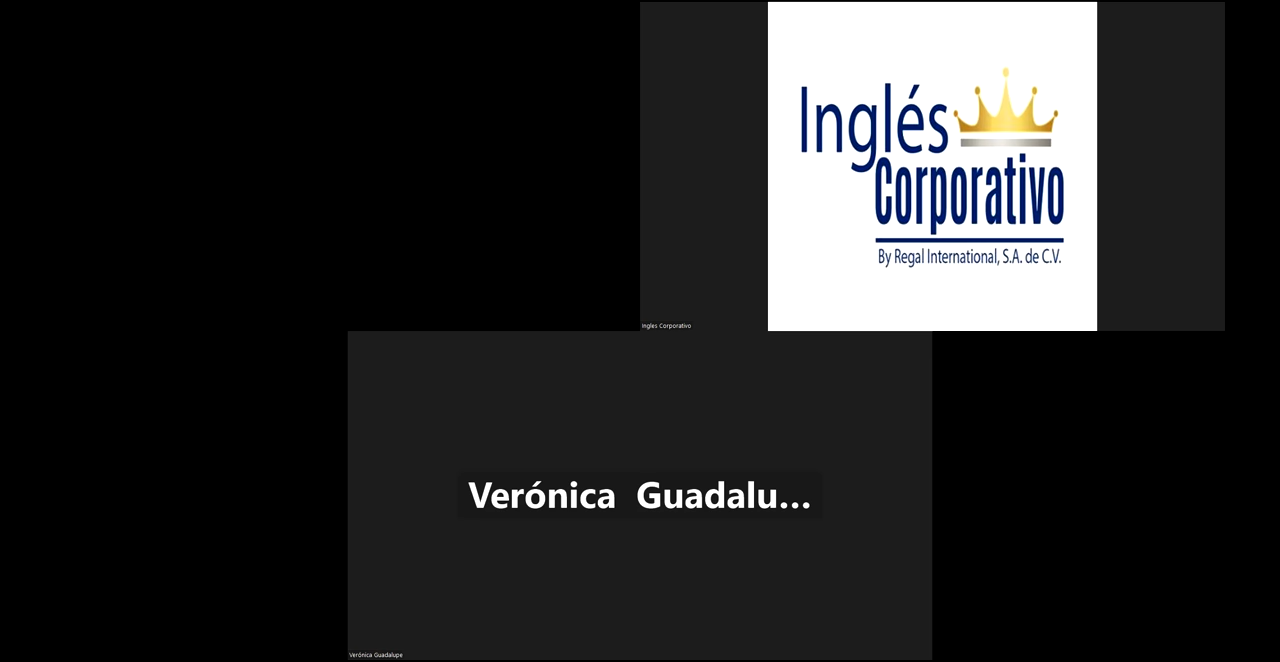 Inglés
Corporativo
By Regal International, S.A. de C.V.
Ingles Corporativo
Verónica Guadalu...
Verónica Guadalupe